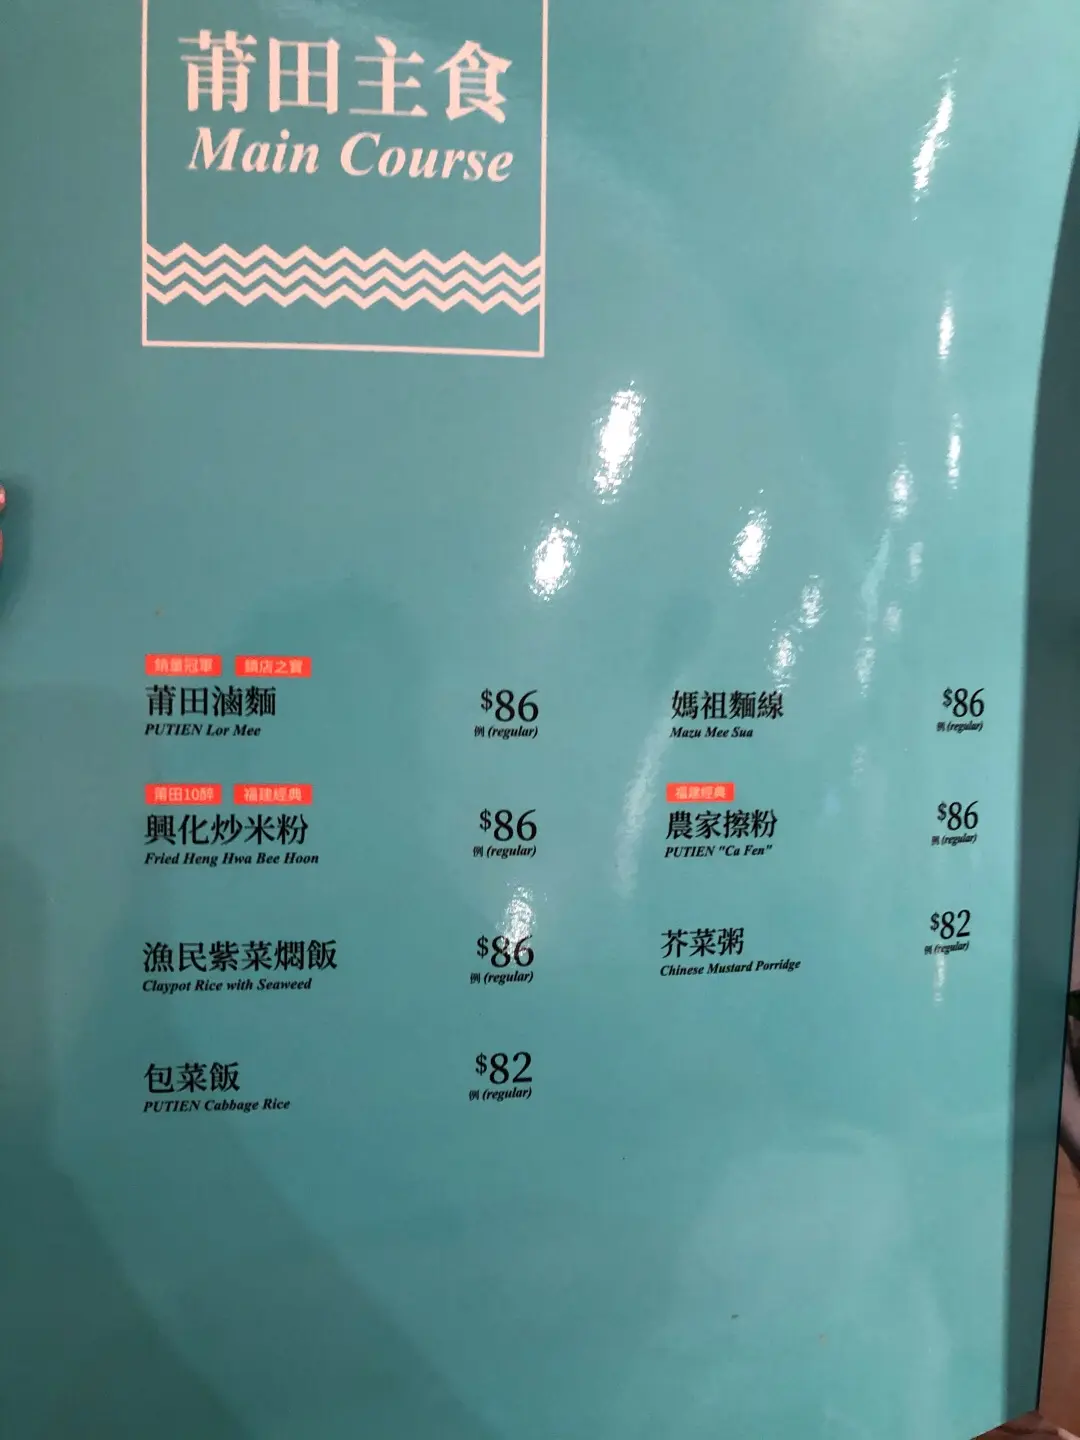 莆田主食
Main Course
銷量冠軍 鎮店之寶
莆田滷麵
PUTIEN Lor Mee
$86
例 (regular)
媽祖麵線
Mazu Mee Sua
$86
例 (regular)
莆田10醉 福建經典
興化炒米粉
Fried Heng Hwa Bee Hoon
$86
例 (regular)
福建經典
農家擦粉
PUTIEN "Ca Fen"
$86
例 (regular)
漁民紫菜燜飯
Claypot Rice with Seaweed
$86
例 (regular)
芥菜粥
Chinese Mustard Porridge
$82
例 (regular)
包菜飯
PUTIEN Cabbage Rice
$82
例 (regular)